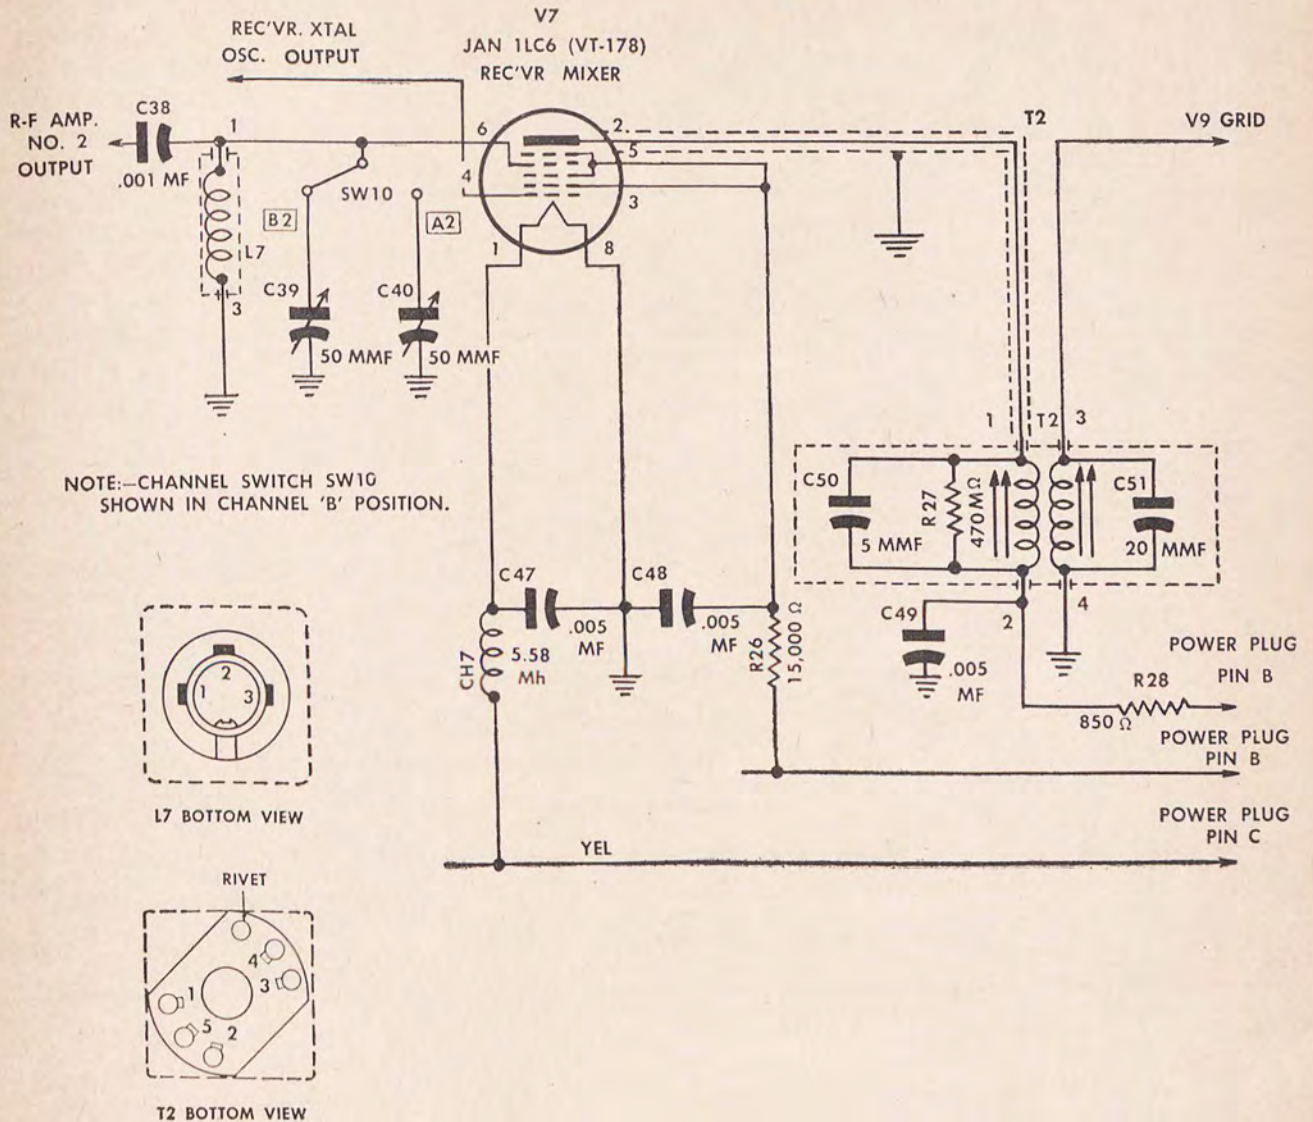 V7
JAN 1LC6 (VT-178)
REC'VR MIXER
REC'VR. XTAL
OSC. OUTPUT
R-F AMP.
NO. 2
OUTPUT
C38
.001 MF
1
L7
3
SW10
B2
A2
C39
50 MMF
C40
50 MMF
6
4
2
5
3
1
8
T2
V9 GRID
NOTE:—CHANNEL SWITCH SW10
SHOWN IN CHANNEL 'B' POSITION.
1
T2
3
C50
5 MMF
R27
470MΩ
C51
20 MMF
2
4
C47
.005
MF
C48
.005
MF
CH7
5.58
Mh
R26
15,000 Ω
C49
.005
MF
R28
850 Ω
POWER PLUG
PIN B
POWER PLUG
PIN B
POWER PLUG
PIN C
YEL
1
2
3
L7 BOTTOM VIEW
RIVET
4
3
1
5
2
T2 BOTTOM VIEW